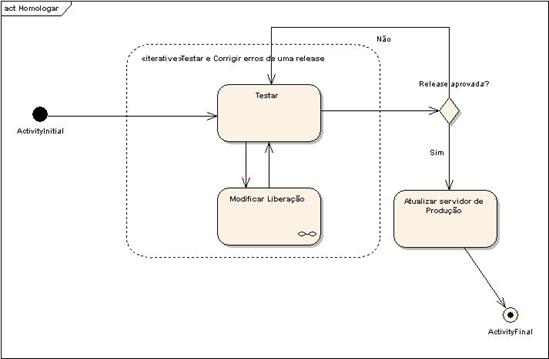 act Homologar
Não
«iterative»Testar e Corrigir erros de uma release
Testar
Release aprovada?
ActivityInitial
Sim
Modificar Liberação
Atualizar servidor de
Produção
ActivityFinal